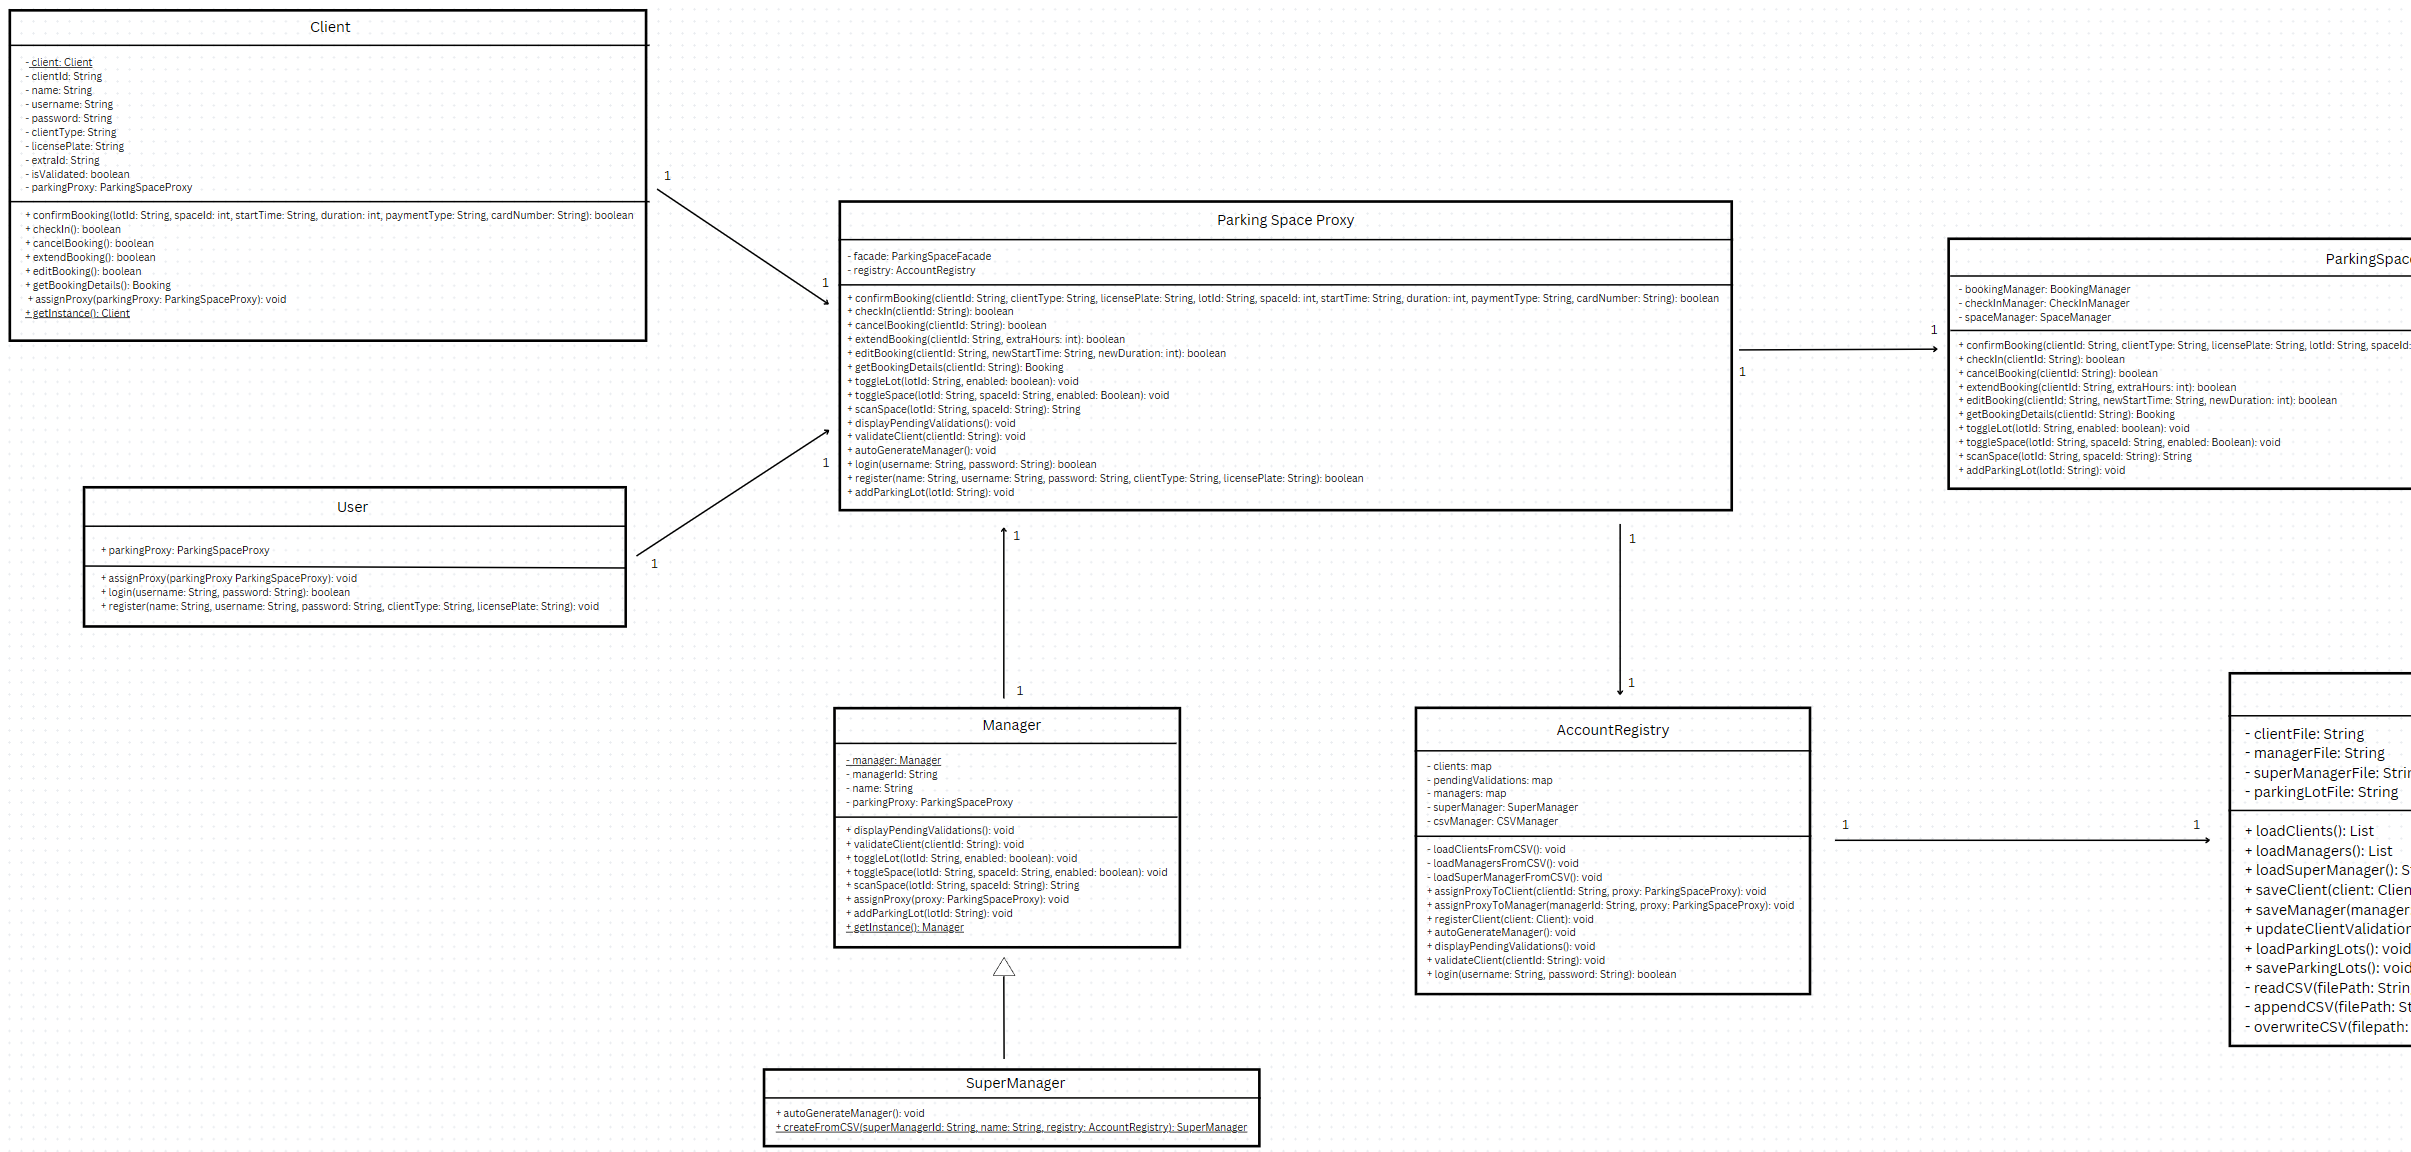 Client
- client: Client
- clientId: String
- name: String
- username: String
- password: String
- clientType: String
- licensePlate: String
- extraId: String
- isValidated: boolean
- parkingProxy: ParkingSpaceProxy
+ confirmBooking(lotId: String, spaceId: int, startTime: String, duration: int, paymentType: String, cardNumber: String): boolean
+ checkIn(): boolean
+ cancelBooking(): boolean
+ extendBooking(): boolean
+ editBooking(): boolean
+ getBookingDetails(): Booking
+ assignProxy(parkingProxy: ParkingSpaceProxy): void
+ getInstance(): Client
1
1
User
+ parkingProxy: ParkingSpaceProxy
+ assignProxy(parkingProxy ParkingSpaceProxy): void
+ login(username: String, password: String): boolean
+ register(name: String, username: String, password: String, clientType: String, licensePlate: String): void
1
1
Parking Space Proxy
- facade: ParkingSpaceFacade
- registry: AccountRegistry
+ confirmBooking(clientId: String, clientType: String, licensePlate: String, lotId: String, spaceId: int, startTime: String, duration: int, paymentType: String, cardNumber: String): boolean
+ checkIn(clientId: String): boolean
+ cancelBooking(clientId: String): boolean
+ extendBooking(clientId: String, extraHours: int): boolean
+ editBooking(clientId: String, newStartTime: String, newDuration: int): boolean
+ getBookingDetails(clientId: String): Booking
+ toggleLot(lotId: String, enabled: boolean): void
+ toggleSpace(lotId: String, spaceId: String, enabled: Boolean): void
+ scanSpace(lotId: String, spaceId: String): String
+ displayPendingValidations(): void
+ validateClient(clientId: String): void
+ autoGenerateManager(): void
+ login(username: String, password: String): boolean
+ register(name: String, username: String, password: String, clientType: String, licensePlate: String): boolean
+ addParkingLot(lotId: String): void
1
1
ParkingSpac
- bookingManager: BookingManager
- checkInManager: CheckInManager
- spaceManager: SpaceManager
+ confirmBooking(clientId: String, clientType: String, licensePlate: String, lotId: String, spaceId:
+ checkIn(clientId: String): boolean
+ cancelBooking(clientId: String): boolean
+ extendBooking(clientId: String, extraHours: int): boolean
+ editBooking(clientId: String, newStartTime: String, newDuration: int): boolean
+ getBookingDetails(clientId: String): Booking
+ toggleLot(lotId: String, enabled: boolean): void
+ toggleSpace(lotId: String, spaceId: String, enabled: Boolean): void
+ scanSpace(lotId: String, spaceId: String): String
+ addParkingLot(lotId: String): void
1
1
Manager
- manager: Manager
- managerId: String
- name: String
- parkingProxy: ParkingSpaceProxy
+ displayPendingValidations(): void
+ validateClient(clientId: String): void
+ toggleLot(lotId: String, enabled: boolean): void
+ toggleSpace(lotId: String, spaceId: String, enabled: boolean): void
+ scanSpace(lotId: String, spaceId: String): String
+ assignProxy(proxy: ParkingSpaceProxy): void
+ addParkingLot(lotId: String): void
+ getInstance(): Manager
SuperManager
+ autoGenerateManager(): void
+ createFromCSV(superManagerId: String, name: String, registry: AccountRegistry): SuperManager
1
1
AccountRegistry
- clients: map
- pendingValidations: map
- managers: map
- superManager: SuperManager
- csvManager: CSVManager
- loadClientsFromCSV(): void
- loadManagersFromCSV(): void
- loadSuperManagerFromCSV(): void
+ assignProxyToClient(clientId: String, proxy: ParkingSpaceProxy): void
+ assignProxyToManager(managerId: String, proxy: ParkingSpaceProxy): void
+ registerClient(client: Client): void
+ autoGenerateManager(): void
+ displayPendingValidations(): void
+ validateClient(clientId: String): void
+ login(username: String, password: String): boolean
1
1
- clientFile: String
- managerFile: String
- superManagerFile: Strin
- parkingLotFile: String
+ loadClients(): List
+ loadManagers(): List
+ loadSuperManager(): S
+ saveClient(client: Clien
+ saveManager(manager
+ updateClientValidation
+ loadParkingLots(): void
+ saveParkingLots(): void
- readCSV(filePath: Strin
- appendCSV(filePath: St
- overwriteCSV(filepath: